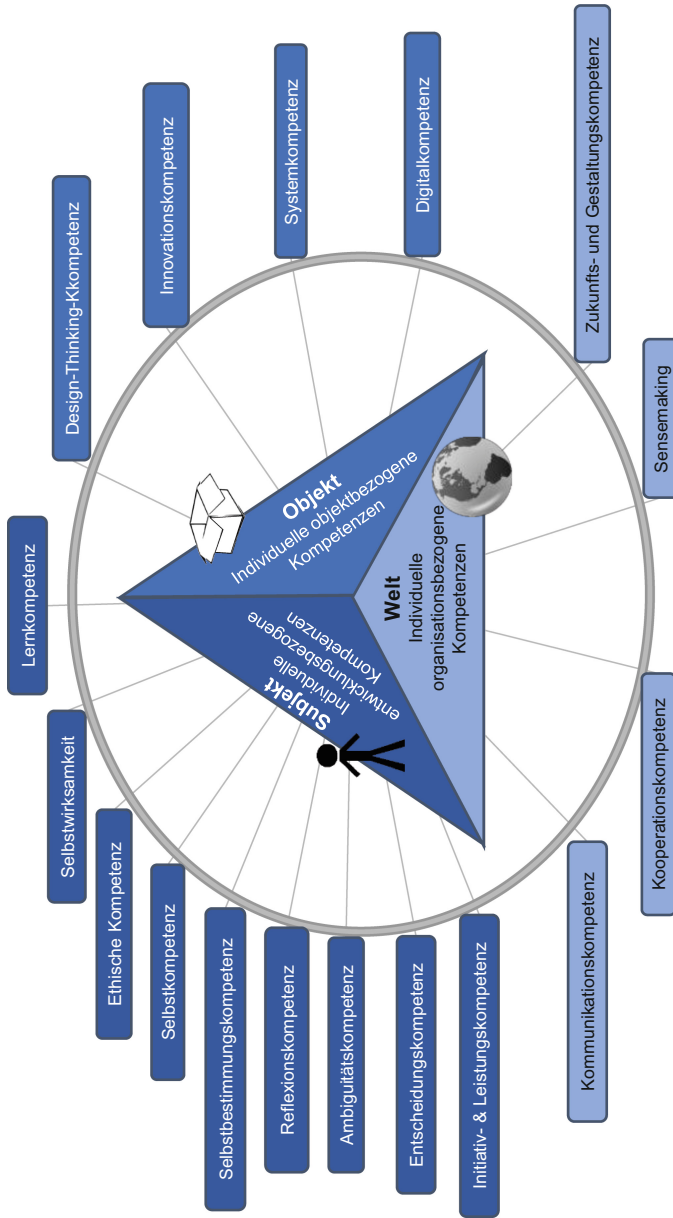 Lernkompetenz
Selbstwirksamkeit
Ethische Kompetenz
Selbstkompetenz
Selbstbestimmungskompetenz
Reflexionskompetenz
Ambiguitätskompetenz
Entscheidungskompetenz
Initiativ- & Leistungskompetenz
Design-Thinking-Kkompetenz
Innovationskompetenz
Systemkompetenz
Digitalkompetenz
Subjekt
Individuelle
entwicklungsbezogene
Kompetenzen
Objekt
Individuelle objektbezogene
Kompetenzen
Welt
Individuelle
organisationsbezogene
Kompetenzen
Kommunikationskompetenz
Kooperationskompetenz
Sensemaking
Zukunfts- und Gestaltungskompetenz